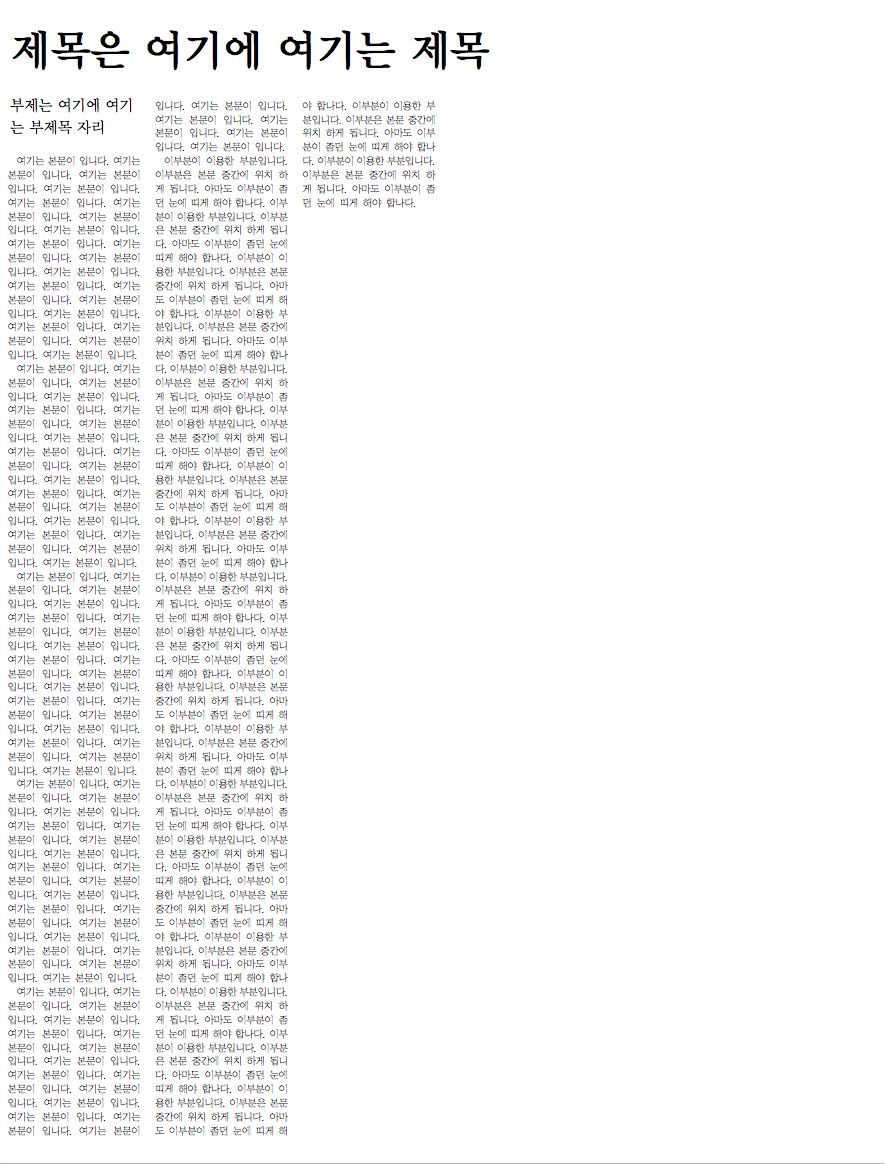 제목은 여기에 여기는 제목
부제는 여기에 여기
는 부제목 자리
여기는 본문이 입니다. 여기는
본문이 입니다. 여기는 본문이
입니다. 여기는 본문이 입니다.
여기는 본문이 입니다. 여기는
본문이 입니다. 여기는 본문이
입니다. 여기는 본문이 입니다.
여기는 본문이 입니다. 여기는
본문이 입니다. 여기는 본문이
입니다. 여기는 본문이 입니다.
여기는 본문이 입니다. 여기는
본문이 입니다. 여기는 본문이
입니다. 여기는 본문이 입니다.
여기는 본문이 입니다. 여기는
본문이 입니다. 여기는 본문이
입니다. 여기는 본문이 입니다.
여기는 본문이 입니다. 여기는
본문이 입니다. 여기는 본문이
입니다. 여기는 본문이 입니다.
여기는 본문이 입니다. 여기는
본문이 입니다. 여기는 본문이
입니다. 여기는 본문이 입니다.
여기는 본문이 입니다. 여기는
본문이 입니다. 여기는 본문이
입니다. 여기는 본문이 입니다.
여기는 본문이 입니다. 여기는
본문이 입니다. 여기는 본문이
입니다. 여기는 본문이 입니다.
여기는 본문이 입니다. 여기는
본문이 입니다. 여기는 본문이
입니다. 여기는 본문이 입니다.
여기는 본문이 입니다. 여기는
본문이 입니다. 여기는 본문이
입니다. 여기는 본문이 입니다.
여기는 본문이 입니다. 여기는
본문이 입니다. 여기는 본문이
입니다. 여기는 본문이 입니다.
여기는 본문이 입니다. 여기는
본문이 입니다. 여기는 본문이
입니다. 여기는 본문이 입니다.
여기는 본문이 입니다. 여기는
본문이 입니다. 여기는 본문이
입니다. 여기는 본문이 입니다.
여기는 본문이 입니다. 여기는
본문이 입니다. 여기는 본문이
입니다. 여기는 본문이 입니다.
여기는 본문이 입니다. 여기는
본문이 입니다. 여기는 본문이
입니다. 여기는 본문이 입니다.
여기는 본문이 입니다. 여기는
본문이 입니다. 여기는 본문이
입니다. 여기는 본문이 입니다.
여기는 본문이 입니다. 여기는
본문이 입니다. 여기는 본문이
입니다. 여기는 본문이 입니다.
여기는 본문이 입니다. 여기는
본문이 입니다. 여기는 본문이
입니다. 여기는 본문이 입니다.
여기는 본문이 입니다. 여기는
본문이 입니다. 여기는 본문이
입니다. 여기는 본문이 입니다.
여기는 본문이 입니다. 여기는
본문이 입니다. 여기는 본문이
입니다. 여기는 본문이 입니다.
여기는 본문이 입니다. 여기는
본문이 입니다. 여기는 본문이
입니다. 여기는 본문이 입니다.
여기는 본문이 입니다. 여기는
본문이 입니다. 여기는 본문이
입니다. 여기는 본문이 입니다.
여기는 본문이 입니다. 여기는
본문이 입니다. 여기는 본문이
입니다. 여기는 본문이 입니다.
여기는 본문이 입니다. 여기는
본문이 입니다. 여기는 본문이
입니다. 여기는 본문이 입니다.
이부분이 이용한 부분입니다.
이부분은 본문 중간에 위치 하
게 됩니다. 아마도 이부분이 좀
던 눈에 띠게 해야 합나다. 이부
분이 이용한 부분입니다. 이부분
은 본문 중간에 위치 하게 됩니
다. 아마도 이부분이 좀던 눈에
띠게 해야 합나다. 이부분이 이
용한 부분입니다. 이부분은 본문
중간에 위치 하게 됩니다. 아마
도 이부분이 좀던 눈에 띠게 해
야 합나다. 이부분이 이용한 부
분입니다. 이부분은 본문 중간에
위치 하게 됩니다. 아마도 이부
분이 좀던 눈에 띠게 해야 합나
다. 이부분이 이용한 부분입니다.
이부분은 본문 중간에 위치 하
게 됩니다. 아마도 이부분이 좀
던 눈에 띠게 해야 합나다. 이부
분이 이용한 부분입니다. 이부분
은 본문 중간에 위치 하게 됩니
다. 아마도 이부분이 좀던 눈에
띠게 해야 합나다. 이부분이 이
용한 부분입니다. 이부분은 본문
중간에 위치 하게 됩니다. 아마
도 이부분이 좀던 눈에 띠게 해
야 합나다. 이부분이 이용한 부
분입니다. 이부분은 본문 중간에
위치 하게 됩니다. 아마도 이부
분이 좀던 눈에 띠게 해야 합나
다. 이부분이 이용한 부분입니다.
이부분은 본문 중간에 위치 하
게 됩니다. 아마도 이부분이 좀
던 눈에 띠게 해야 합나다. 이부
분이 이용한 부분입니다. 이부분
은 본문 중간에 위치 하게 됩니
다. 아마도 이부분이 좀던 눈에
띠게 해야 합나다. 이부분이 이
용한 부분입니다. 이부분은 본문
중간에 위치 하게 됩니다. 아마
도 이부분이 좀던 눈에 띠게 해
야 합나다. 이부분이 이용한 부
분입니다. 이부분은 본문 중간에
위치 하게 됩니다. 아마도 이부
분이 좀던 눈에 띠게 해야 합나
다. 이부분이 이용한 부분입니다.
이부분은 본문 중간에 위치 하
게 됩니다. 아마도 이부분이 좀
던 눈에 띠게 해야 합나다. 이부
분이 이용한 부분입니다. 이부분
은 본문 중간에 위치 하게 됩니
다. 아마도 이부분이 좀던 눈에
띠게 해야 합나다. 이부분이 이
용한 부분입니다. 이부분은 본문
중간에 위치 하게 됩니다. 아마
도 이부분이 좀던 눈에 띠게 해
야 합나다. 이부분이 이용한 부
분입니다. 이부분은 본문 중간에
위치 하게 됩니다. 아마도 이부
분이 좀던 눈에 띠게 해야 합나
다. 이부분이 이용한 부분입니다.
이부분은 본문 중간에 위치 하
게 됩니다. 아마도 이부분이 좀
던 눈에 띠게 해야 합나다. 이부
분이 이용한 부분입니다. 이부분
은 본문 중간에 위치 하게 됩니
다. 아마도 이부분이 좀던 눈에
띠게 해야 합나다. 이부분이 이
용한 부분입니다. 이부분은 본문
중간에 위치 하게 됩니다. 아마
도 이부분이 좀던 눈에 띠게 해
야 합나다. 이부분이 이용한 부
분입니다. 이부분은 본문 중간에
위치 하게 됩니다. 아마도 이부
분이 좀던 눈에 띠게 해야 합나
다. 이부분이 이용한 부분입니다.
이부분은 본문 중간에 위치 하
게 됩니다. 아마도 이부분이 좀
던 눈에 띠게 해야 합나다.